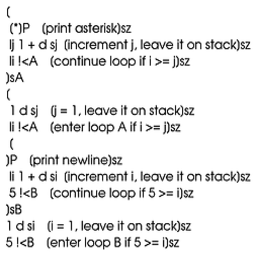 (
(*)P (print asterisk)sz
lj 1 + d sj (increment j, leave it on stack)sz
li !<A (continue loop if i >= j)sz
)sA
(
1 d sj (j = 1, leave it on stack)sz
li !<A (enter loop A if i >= j)sz
(
)P (print newline)sz
li 1 + d si (increment i, leave it on stack)sz
5 !<B (continue loop if 5 >= i)sz
)sB
1 d si (i = 1, leave it on stack)sz
5 !<B (enter loop B if 5 >= i)sz